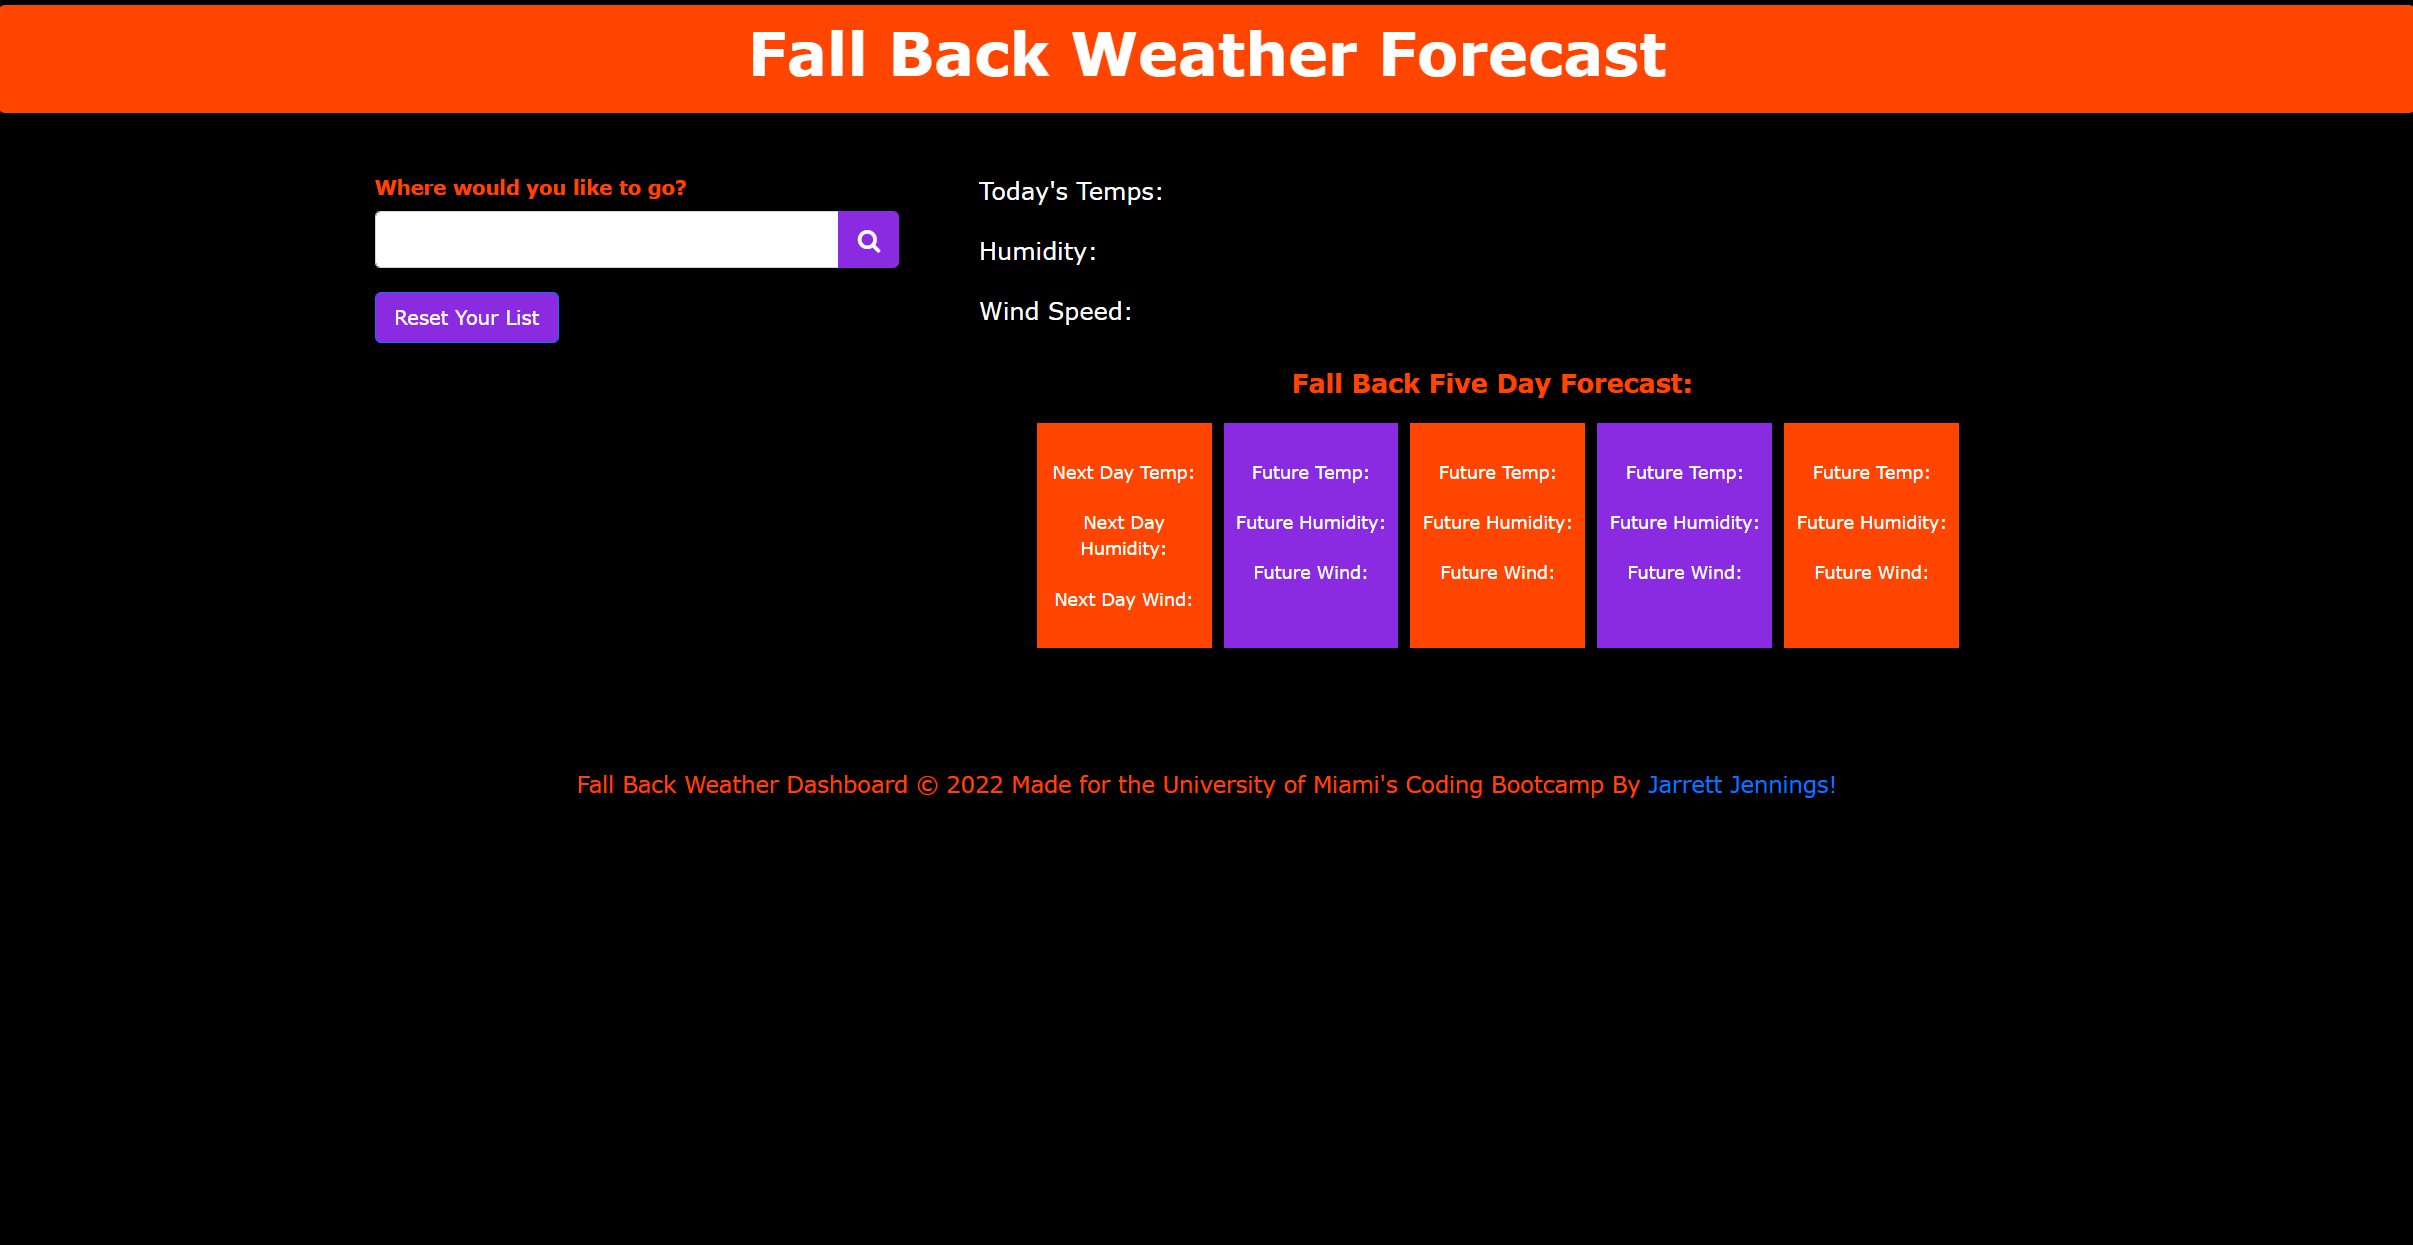 Fall Back Weather Forecast
Where would you like to go?
Reset Your List
Today's Temps:
Humidity:
Wind Speed:
Fall Back Five Day Forecast:
Next Day Temp:
Next Day
Humidity:
Next Day Wind:
Future Temp:
Future Humidity:
Future Wind:
Future Temp:
Future Humidity:
Future Wind:
Future Temp:
Future Humidity:
Future Wind:
Future Temp:
Future Humidity:
Future Wind:
Fall Back Weather Dashboard © 2022 Made for the University of Miami's Coding Bootcamp By Jarrett Jennings!